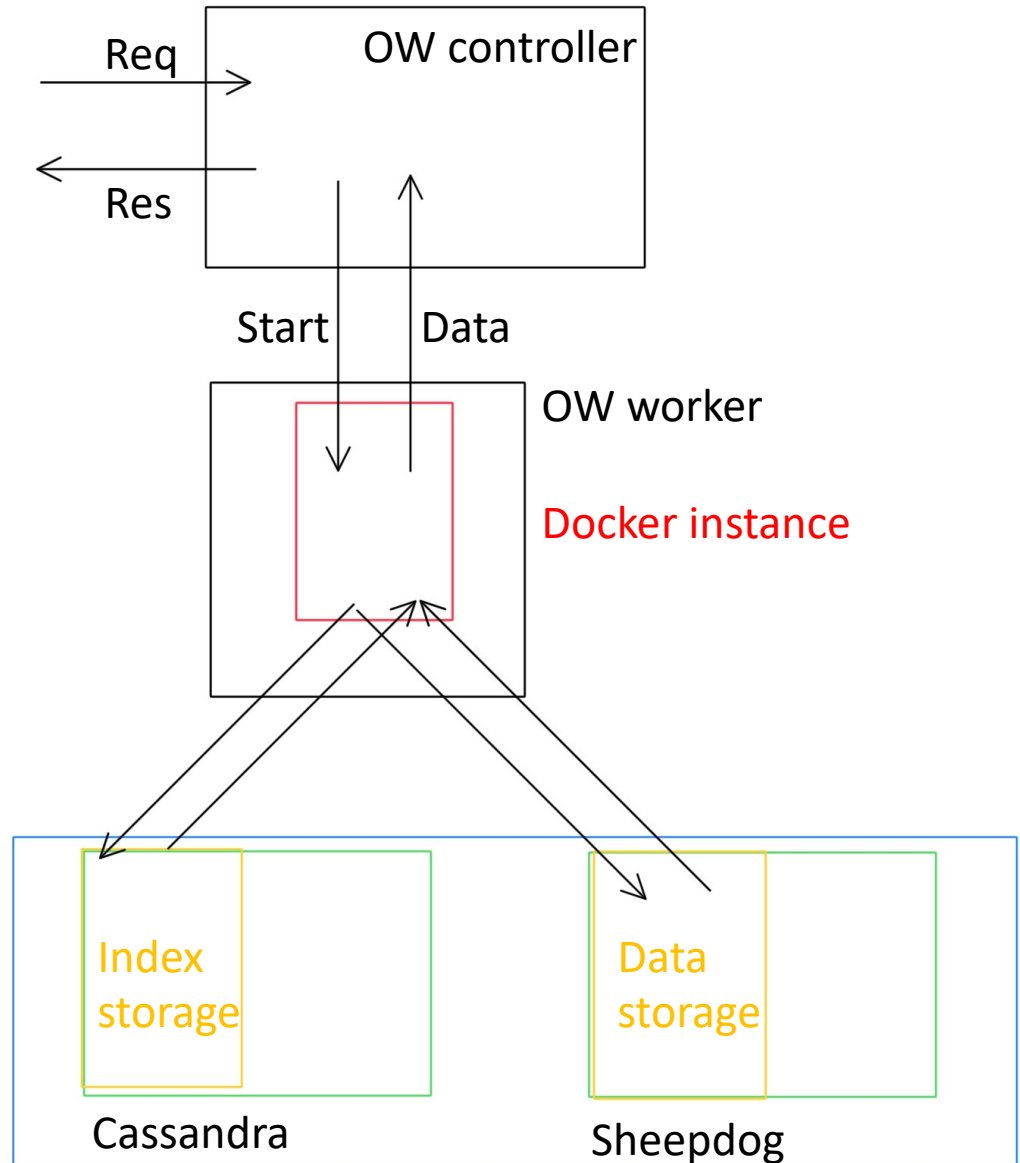 Req
OW controller
Res
Start
Data
OW worker
Docker instance
Index
storage
Data
storage
Cassandra
Sheepdog